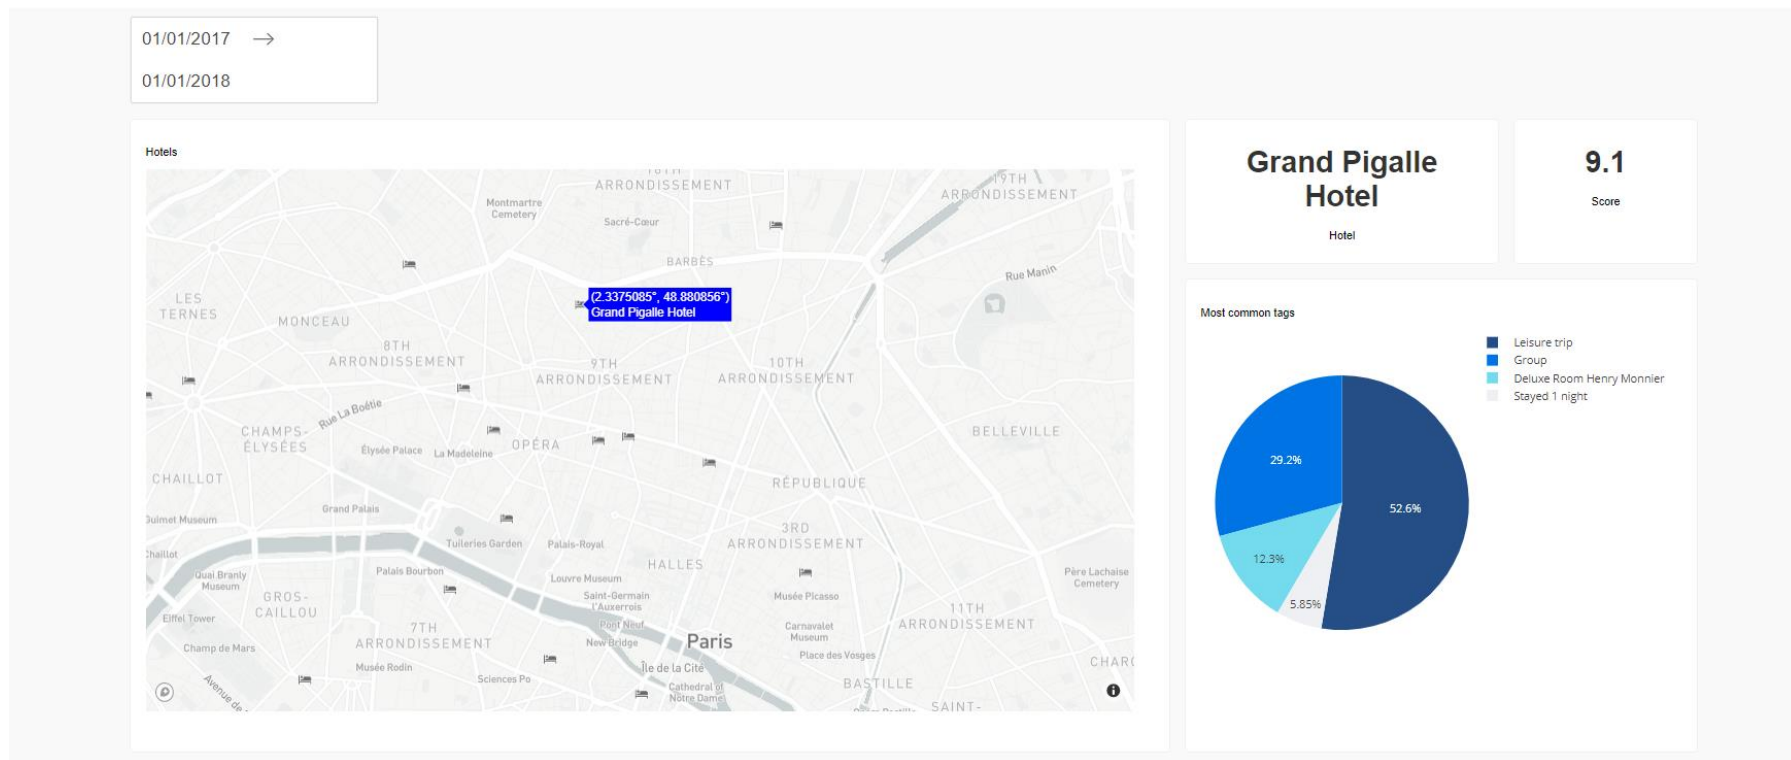 01/01/2017 →
01/01/2018
Hotels
ARRONDISSEMENT
19TH
ARRONDISSEMENT
Montmartre
Cemetery
Sacré-Cœur
BARBÈS
Rue Manin
(2.3375085°, 48.880856°)
Grand Pigalle Hotel
LES
TERNES
MONCEAU
8TH
ARRONDISSEMENT
9TH
ARRONDISSEMENT
10TH
ARRONDISSEMENT
Rue La Boétie
CHAMPS-
ÉLYSÉES
Élysée Palace
La Madeleine
OPÉRA
BELLEVILLE
CHAILLOT
RÉPUBLIQUE
Grand Palais
Guimet Museum
Tuileries Garden
Palais-Royal
3RD
ARRONDISSEMENT
Chaillot
Quai Branly
Museum
Palais Bourbon
Louvre Museum
HALLES
Père Lachaise
Cemetery
GROS-
CAILLOU
Saint-Germain
l'Auxerrois
Musée Picasso
Eiffel Tower
7TH
ARRONDISSEMENT
Pont Neuf
New Bridge
Paris
Carnavalet
Museum
11TH
ARRONDISSEMENT
Champ de Mars
Musée Rodin
Place des Vosges
Île de la Cité
CHARO
Avenue de
Sciences Po
Cathedral of
Notre Dame
BASTILLE
SAINT-
Grand Pigalle
Hotel
Hotel
9.1
Score
Most common tags
Leisure trip
Group
Deluxe Room Henry Monnier
Stayed 1 night
29.2%
52.6%
12.3%
5.85%